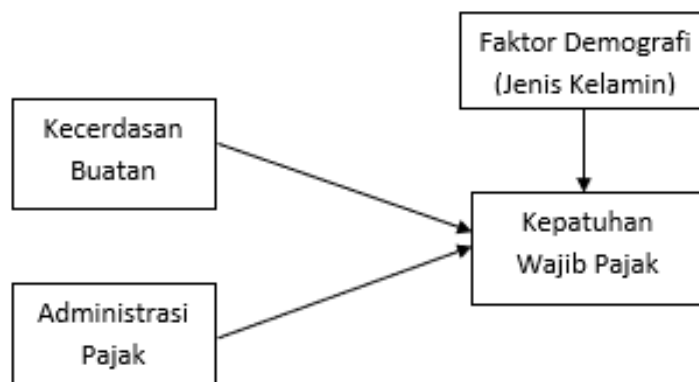 Faktor Demografi
(Jenis Kelamin)
Kecerdasan
Buatan
Kepatuhan
Wajib Pajak
Administrasi
Pajak